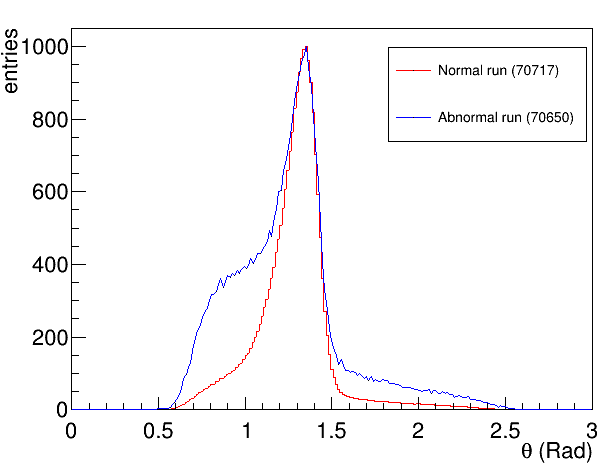 entries
1000
800
600
400
200
0
Normal run (70717)
Abnormal run (70650)
0 0.5 1 1.5 2 2.5 3
θ (Rad)